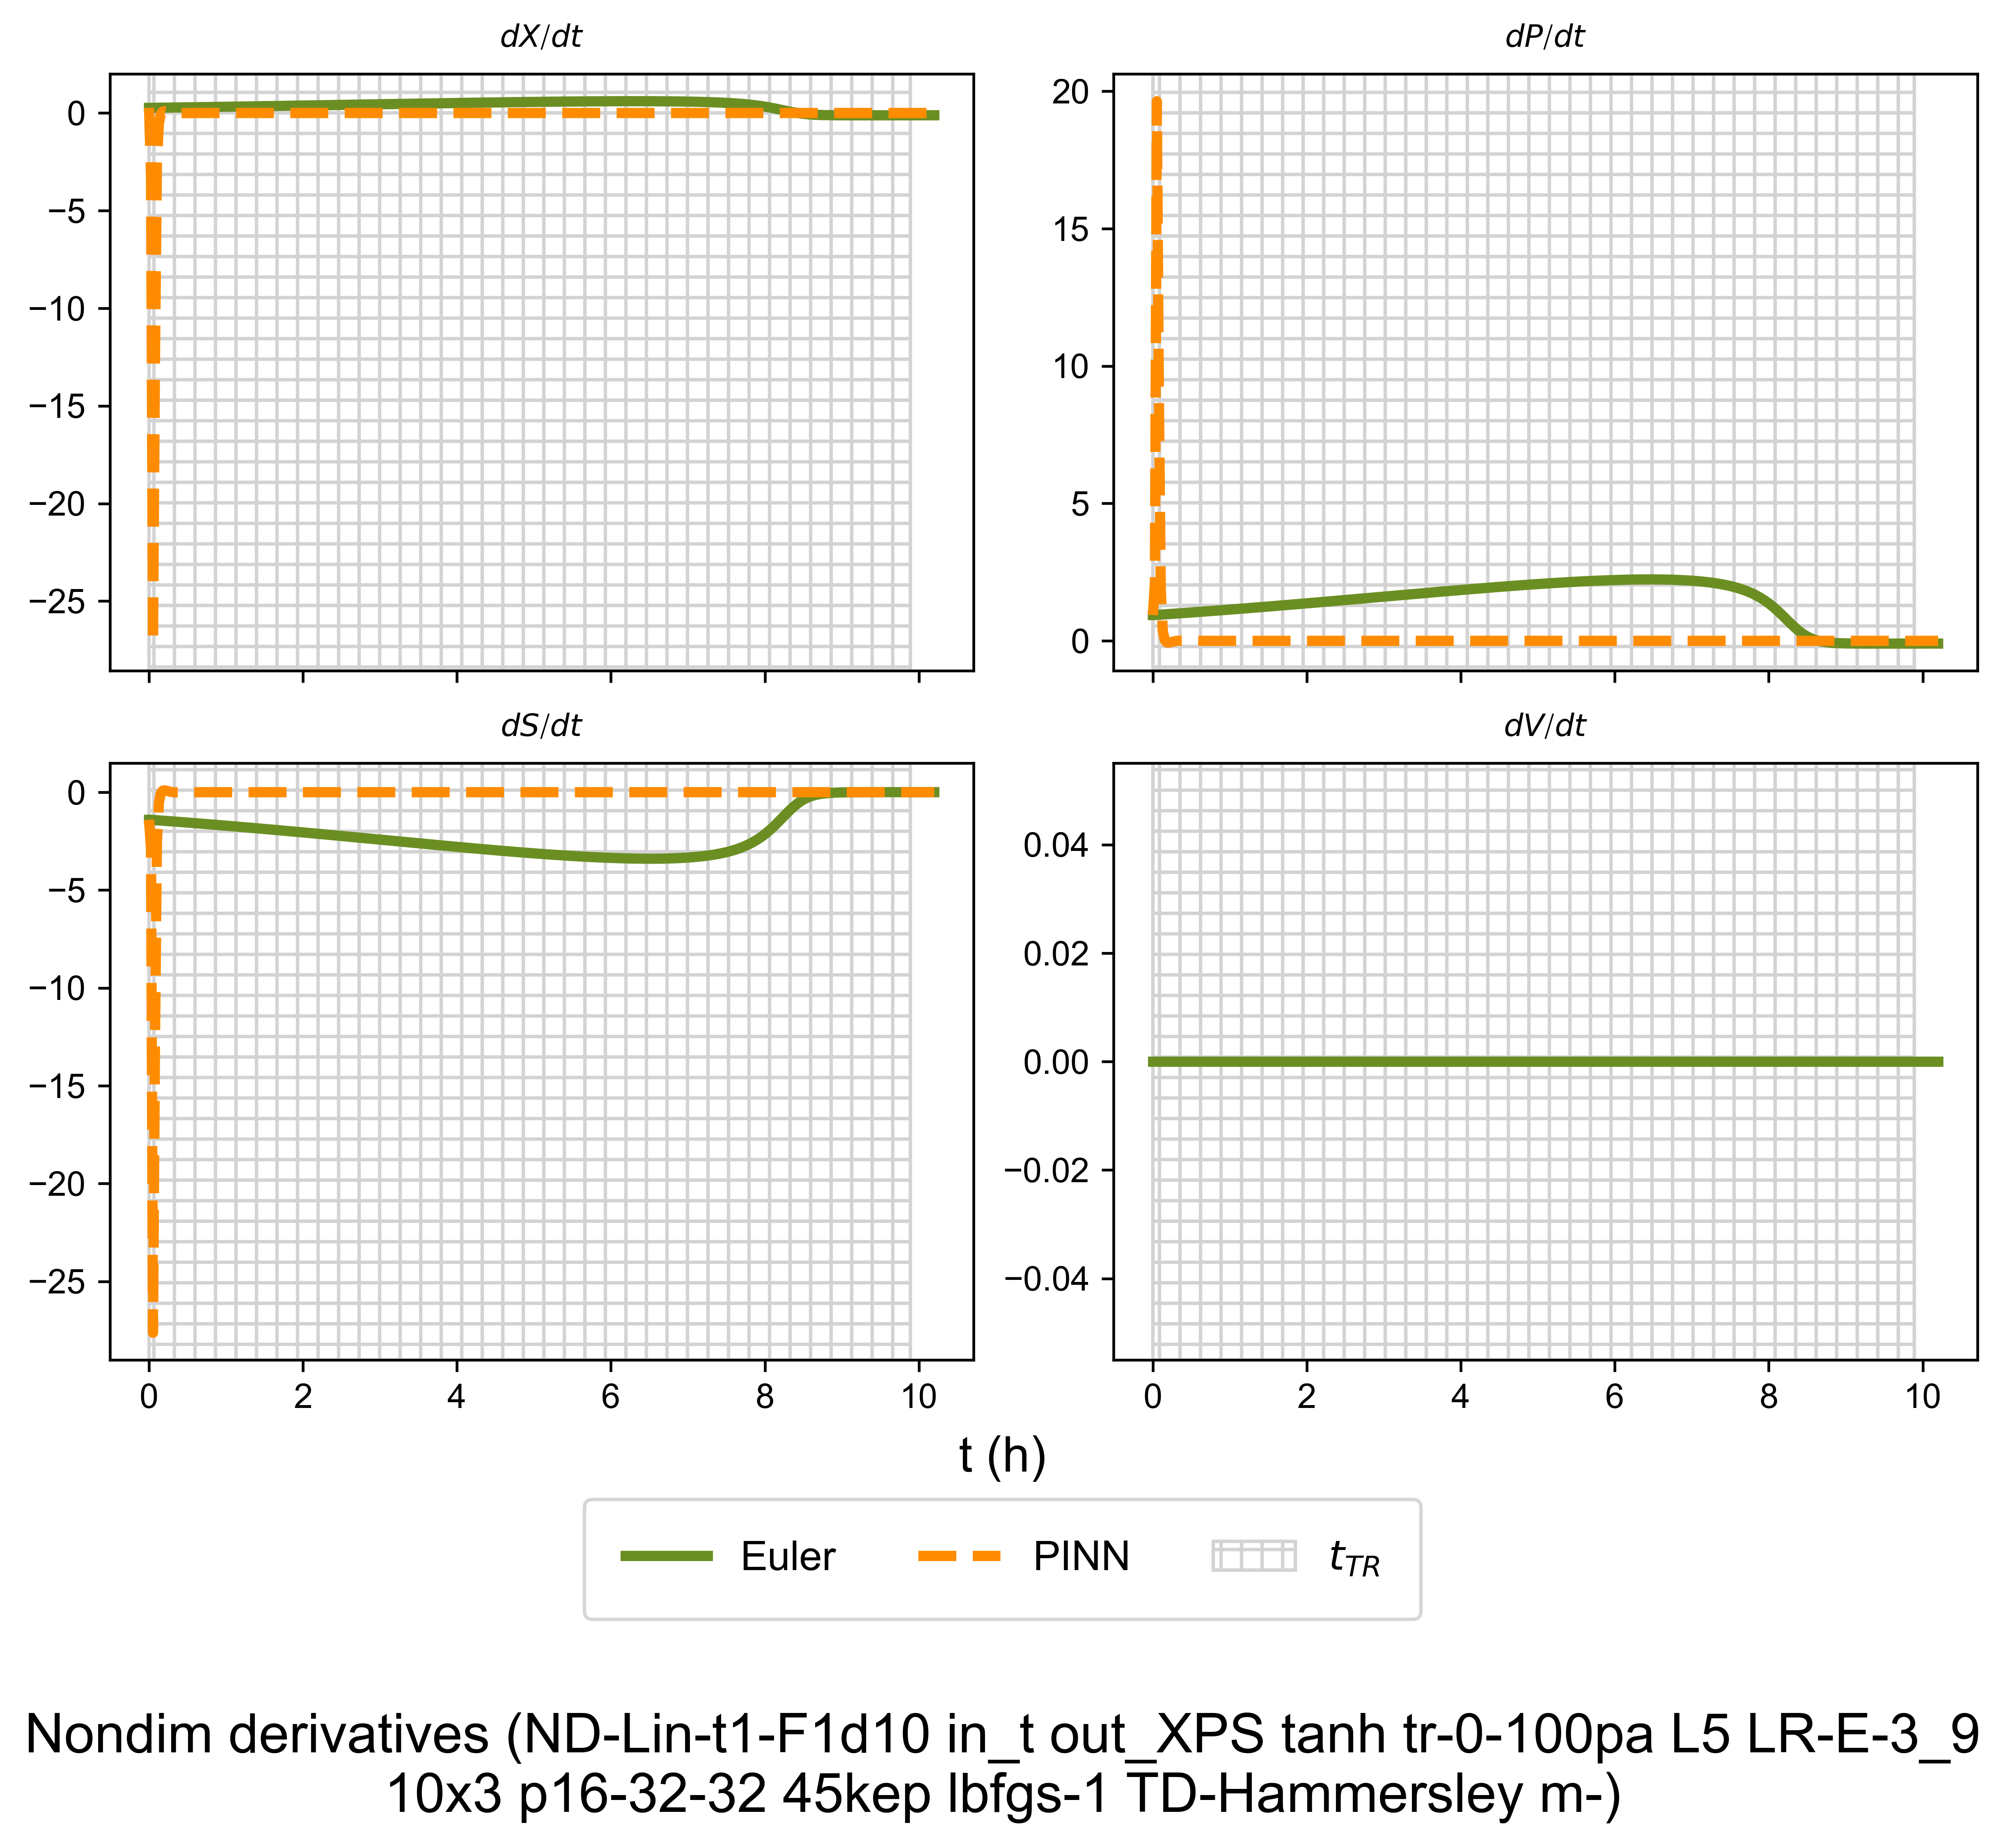 dX/dt
0
−5
−10
−15
−20
−25
dP/dt
20
15
10
5
0
dS/dt
0
−5
−10
−15
−20
−25
0 2 4 6 8 10
dV/dt
0.04
0.02
0.00
−0.02
−0.04
0 2 4 6 8 10
t (h)
Euler PINN t_TR
Nondim derivatives (ND-Lin-t1-F1d10 in_t out_XPS tanh tr-0-100pa L5 LR-E-3_9
10x3 p16-32-32 45kep lbfgs-1 TD-Hammersley m-)